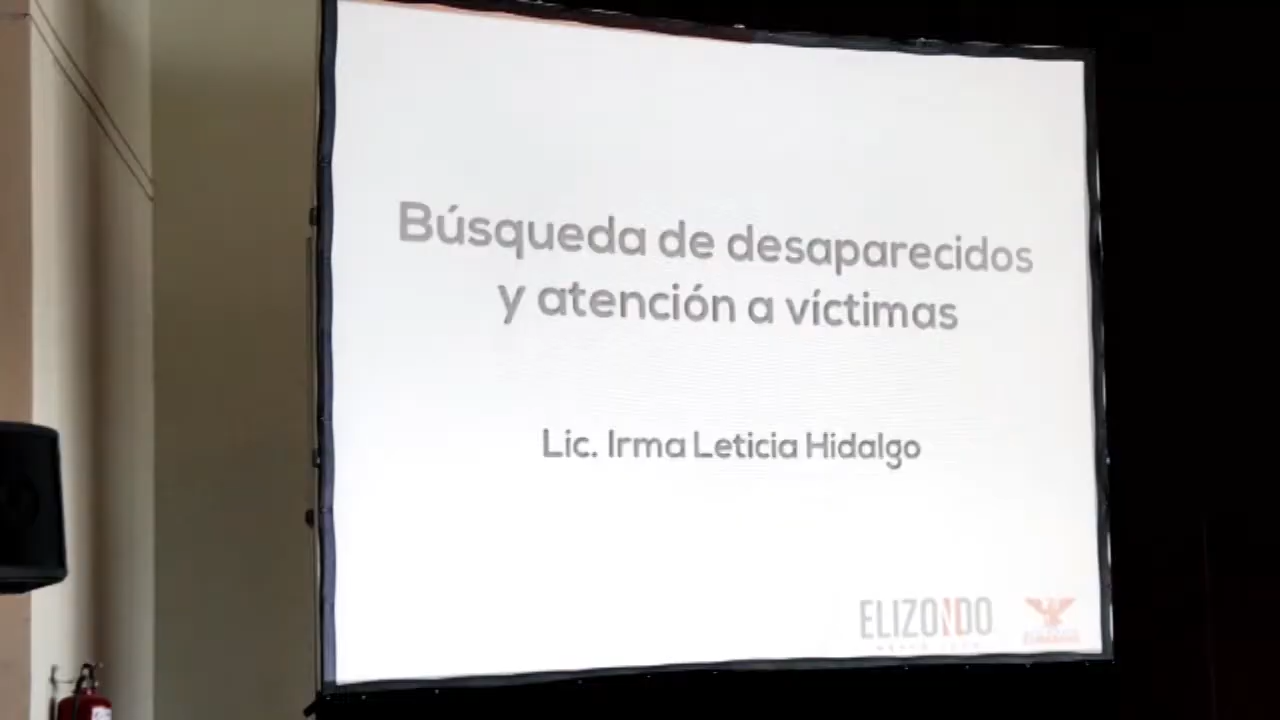 Búsqueda de desaparecidos
y atención a víctimas
Lic. Irma Leticia Hidalgo
ELIZONDO